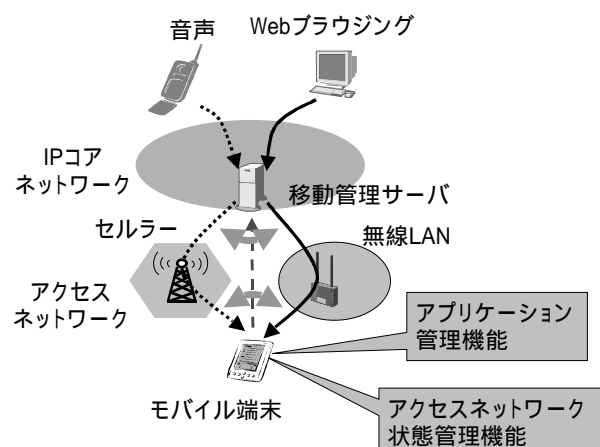 音声
Webブラウジング
IPコア
ネットワーク
移動管理サーバ
セルラー
無線LAN
アクセス
ネットワーク
アプリケーション
管理機能
モバイル端末
アクセスネットワーク
状態管理機能